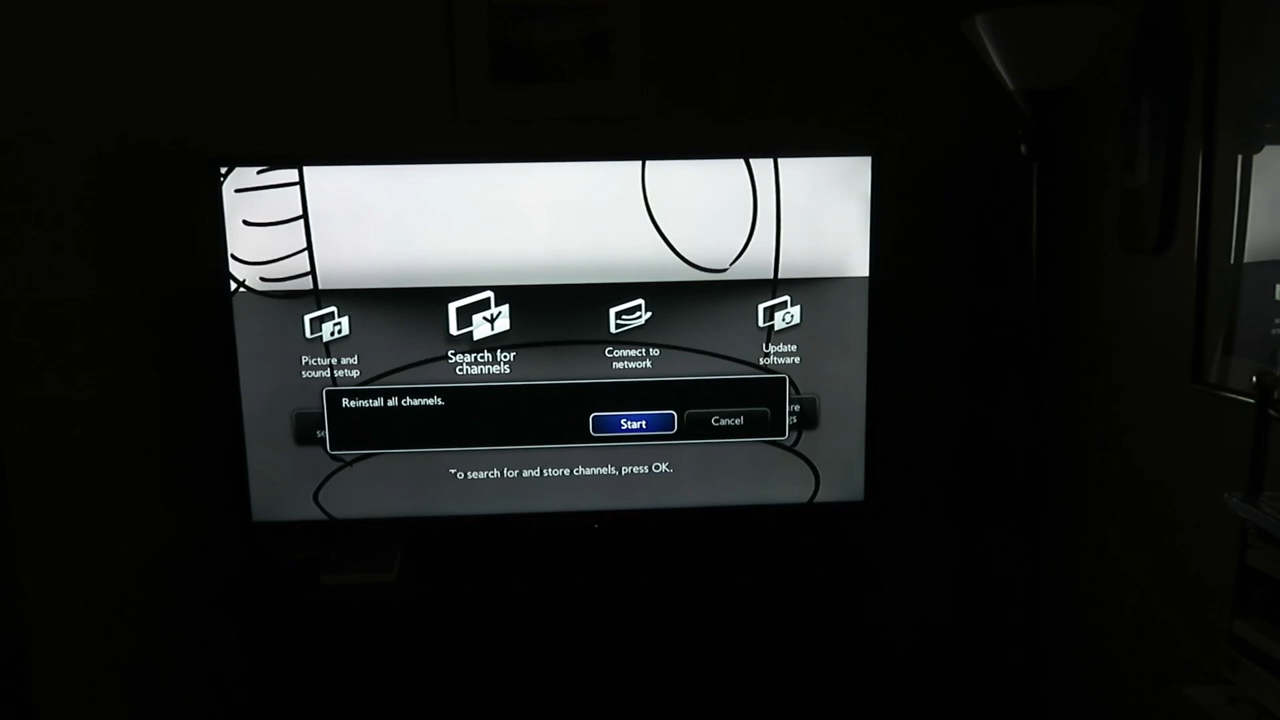 Picture and
sound setup
Search for
channels
Connect to
network
Update
software
Reinstall all channels.
Start
Cancel
To search for and store channels, press OK.